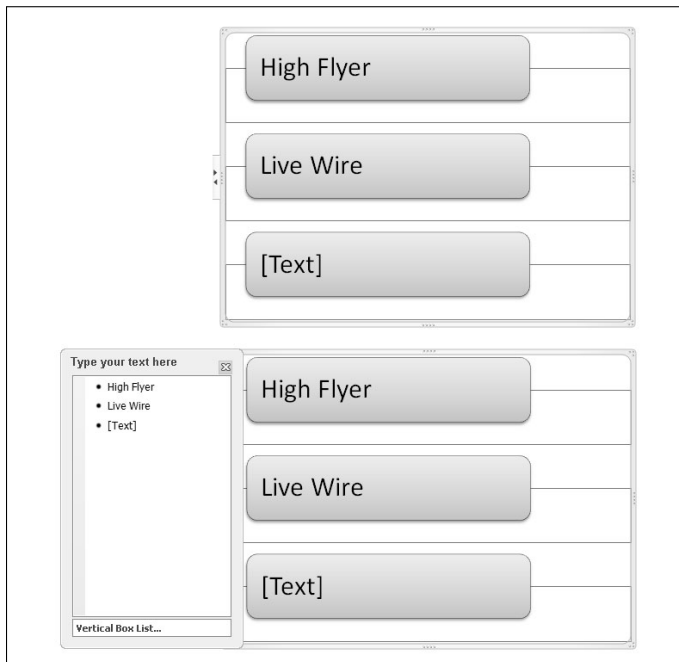 High Flyer
Live Wire
[Text]
Type your text here
• High Flyer
• Live Wire
• [Text]
Vertical Box List...
High Flyer
Live Wire
[Text]